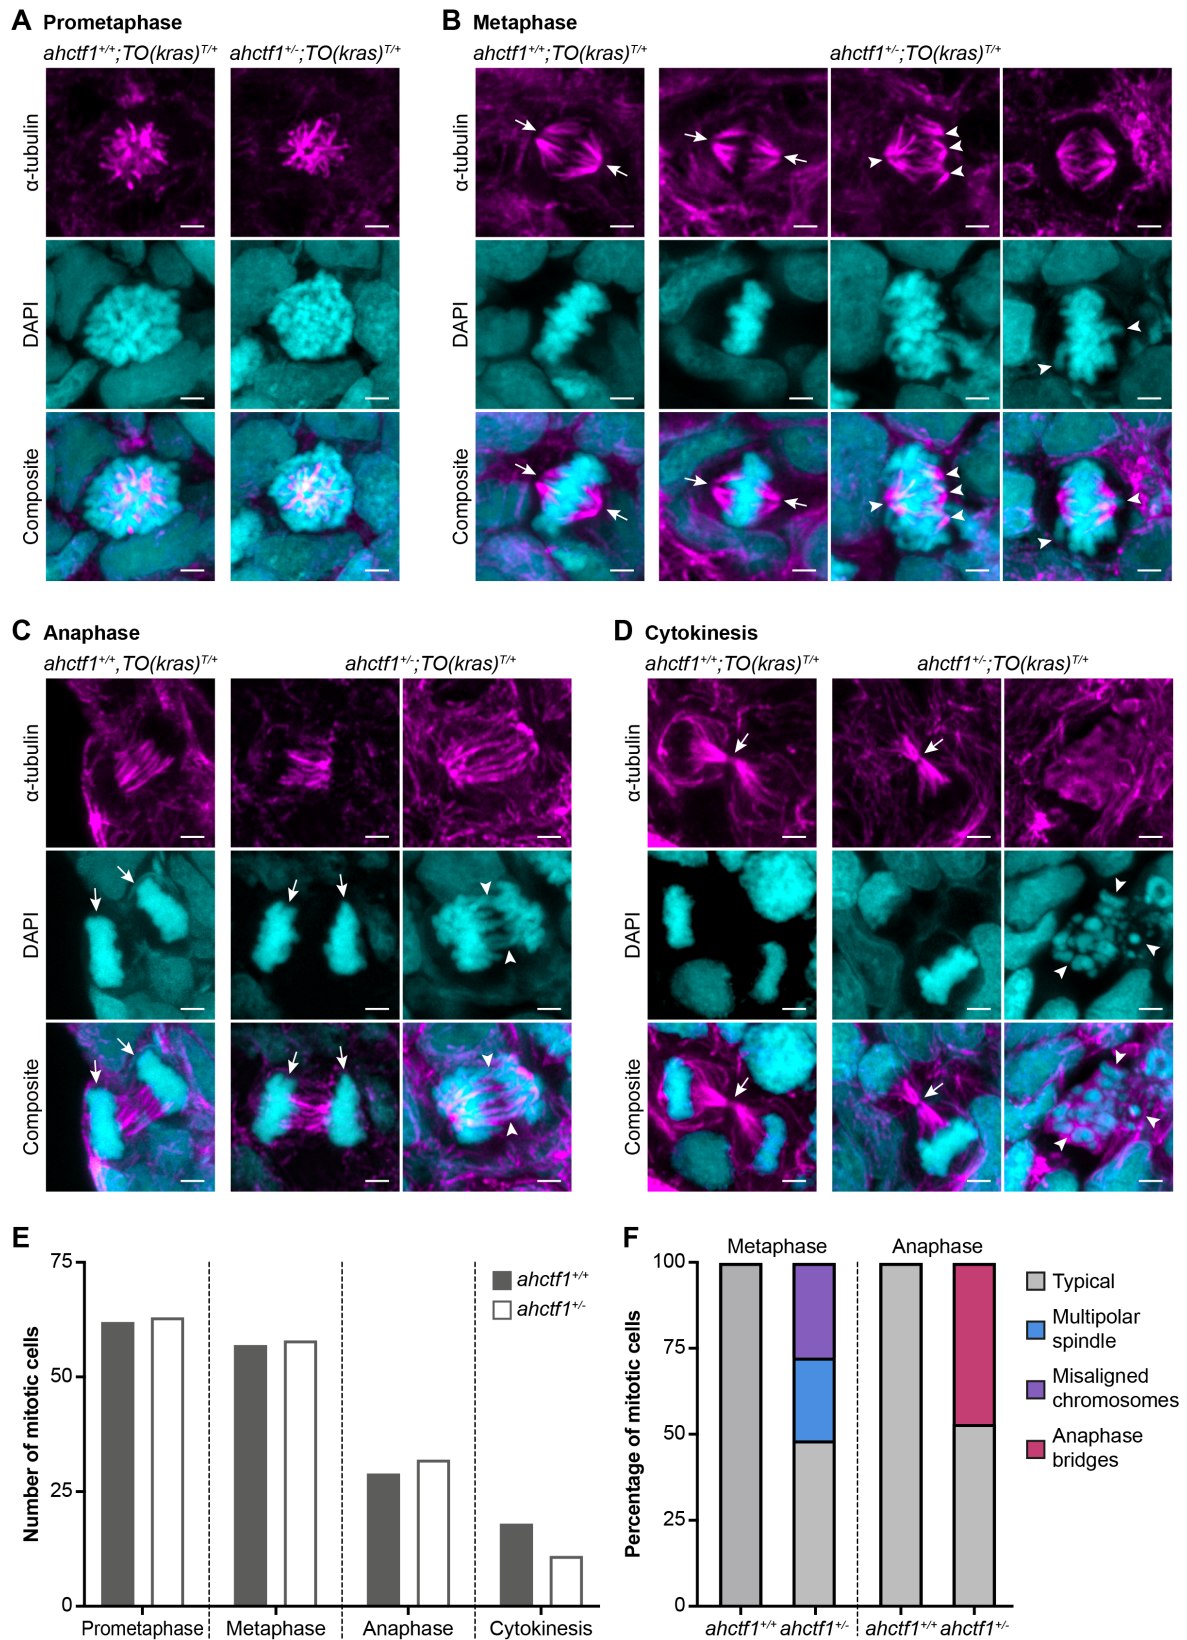 A Prometaphase
ahctf1+/+;TO(kras)T/+ ahctf1+/-;TO(kras)T/+
α-tubulin
DAPI
Composite
B Metaphase
ahctf1+/+;TO(kras)T/+ ahctf1+/-;TO(kras)T/+
α-tubulin
DAPI
Composite
C Anaphase
ahctf1+/+,TO(kras)T/+ ahctf1+/-;TO(kras)T/+
α-tubulin
DAPI
Composite
D Cytokinesis
ahctf1+/+;TO(kras)T/+ ahctf1+/-;TO(kras)T/+
α-tubulin
DAPI
Composite
E
Number of mitotic cells
75
50
25
0
ahctf1+/+
ahctf1+/-
Prometaphase Metaphase Anaphase Cytokinesis
F
Metaphase Anaphase
Percentage of mitotic cells
100
75
50
25
0
ahctf1+/+ ahctf1+/- ahctf1+/+ ahctf1+/-
Typical
Multipolar
spindle
Misaligned
chromosomes
Anaphase
bridges